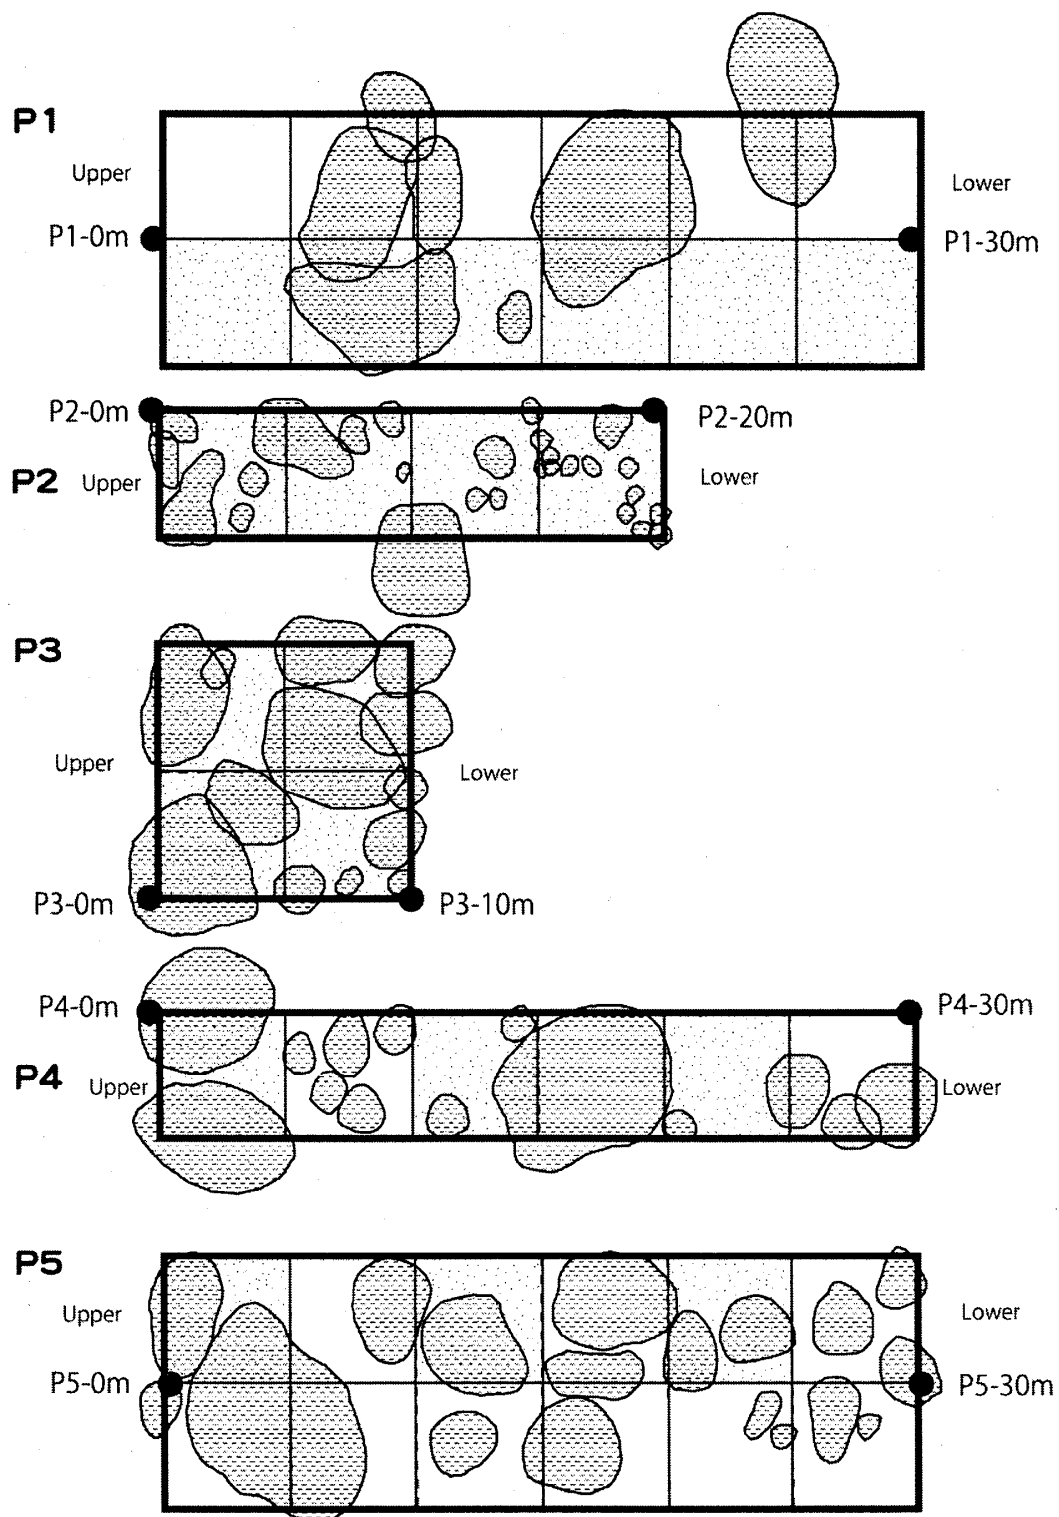 P1
Upper
Lower
P1-0m
P1-30m
P2-0m
P2-20m
P2
Upper
Lower
P3
Upper
Lower
P3-0m
P3-10m
P4-0m
P4-30m
P4
Upper
Lower
P5
Upper
Lower
P5-0m
P5-30m